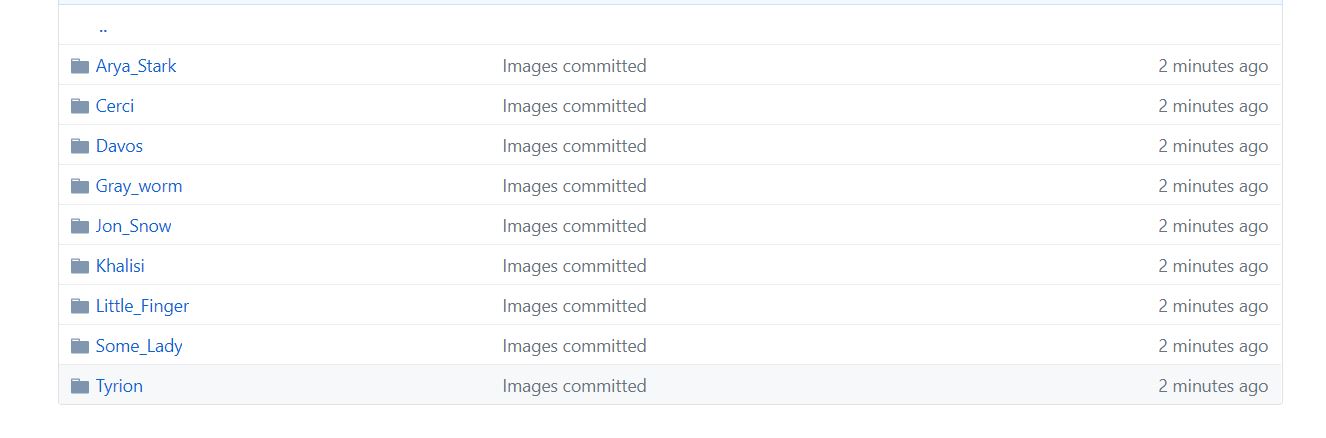 ..
Arya_Stark Images committed 2 minutes ago
Cerci Images committed 2 minutes ago
Davos Images committed 2 minutes ago
Gray_worm Images committed 2 minutes ago
Jon_Snow Images committed 2 minutes ago
Khalisi Images committed 2 minutes ago
Little_Finger Images committed 2 minutes ago
Some_Lady Images committed 2 minutes ago
Tyrion Images committed 2 minutes ago